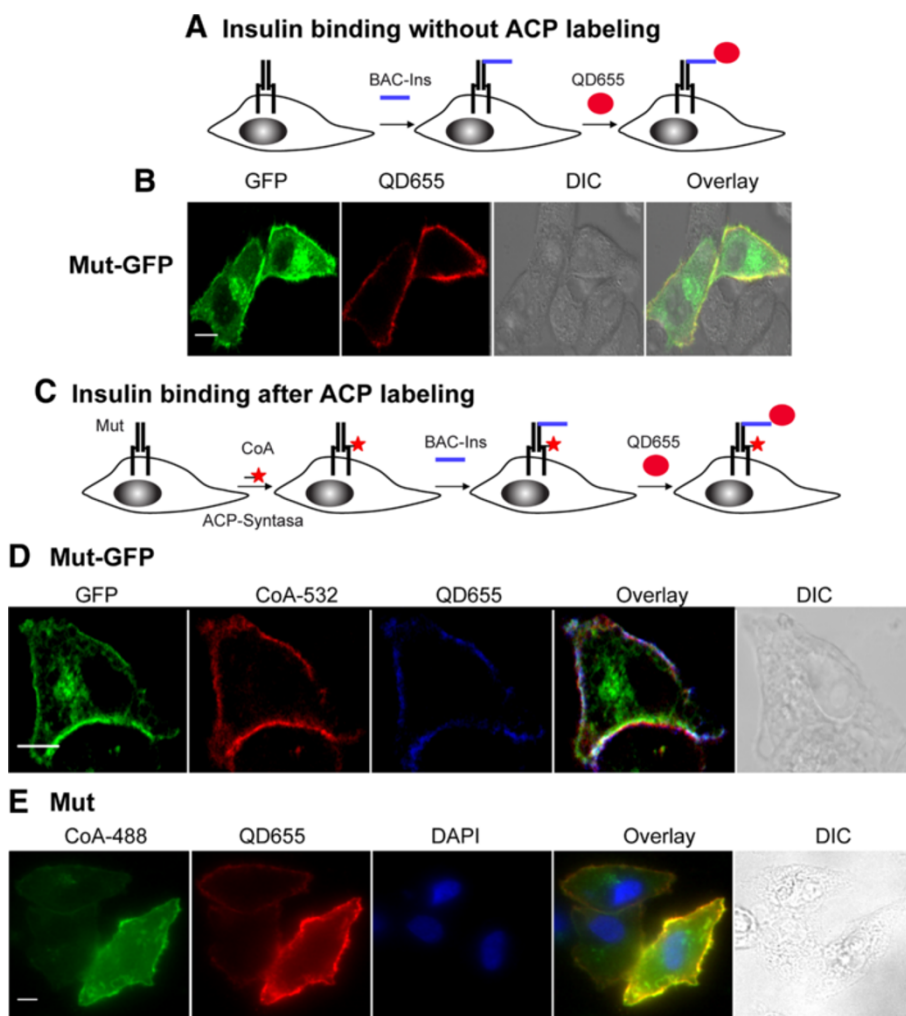 A Insulin binding without ACP labeling
BAC-Ins QD655
B GFP QD655 DIC Overlay
Mut-GFP
C Insulin binding after ACP labeling
Mut CoA BAC-Ins QD655
ACP-Syntasa
D Mut-GFP
GFP CoA-532 QD655 Overlay DIC
E Mut
CoA-488 QD655 DAPI Overlay DIC